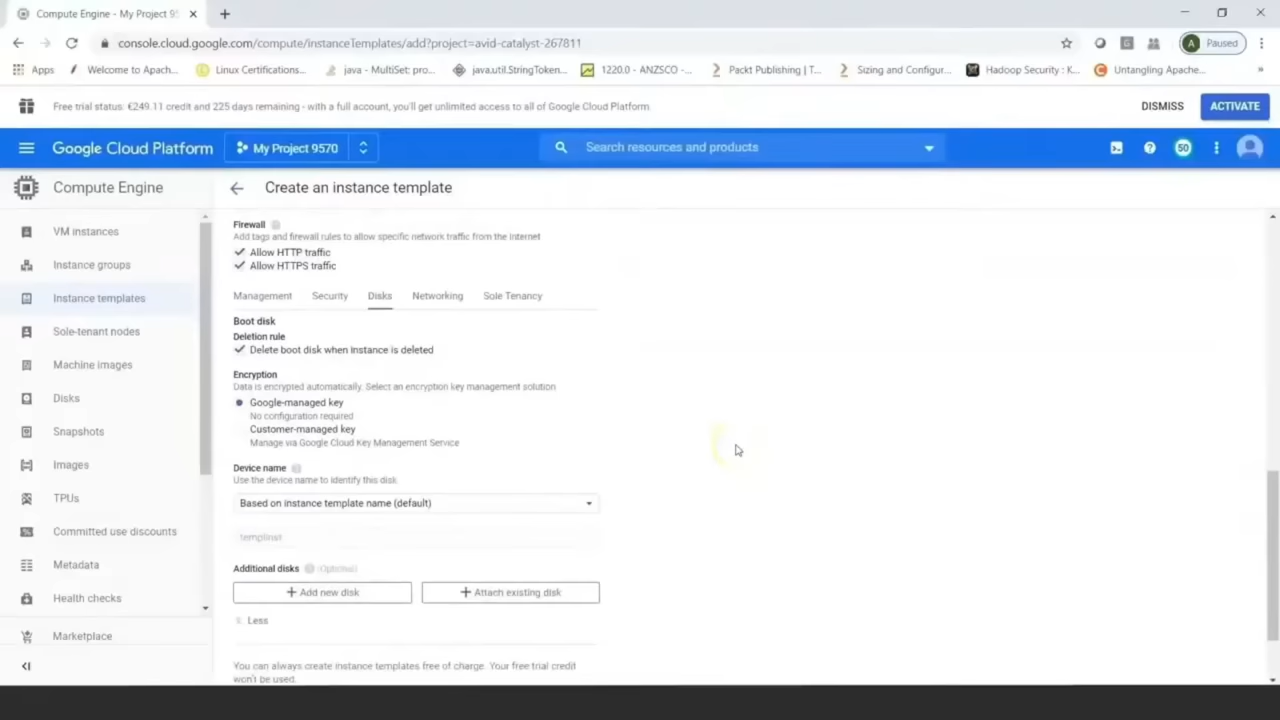 Compute Engine - My Project 95
console.cloud.google.com/compute/instanceTemplates/add?project=avid-catalyst-267811
A Paused
Apps Welcome to Apach... Linux Certifications... java - MultiSet: pro... java.util.StringToken... 1220.0 - ANZSCO -... Packt Publishing | T... Sizing and Configur... Hadoop Security : K... Untangling Apache... »
Free trial status: €249.11 credit and 225 days remaining - with a full account, you'll get unlimited access to all of Google Cloud Platform.
DISMISS
ACTIVATE
Google Cloud Platform
My Project 9570
Search resources and products
50
Compute Engine
VM instances
Instance groups
Instance templates
Sole-tenant nodes
Machine images
Disks
Snapshots
Images
TPUs
Committed use discounts
Metadata
Health checks
Marketplace
Create an instance template
Firewall
Add tags and firewall rules to allow specific network traffic from the Internet
Allow HTTP traffic
Allow HTTPS traffic
Management Security Disks Networking Sole Tenancy
Boot disk
Deletion rule
Delete boot disk when instance is deleted
Encryption
Data is encrypted automatically. Select an encryption key management solution
Google-managed key
No configuration required
Customer-managed key
Manage via Google Cloud Key Management Service
Device name
Use the device name to identify this disk
Based on instance template name (default)
templinst
Additional disks (Optional)
+ Add new disk
+ Attach existing disk
Less
You can always create instance templates free of charge. Your free trial credit
won't be used.